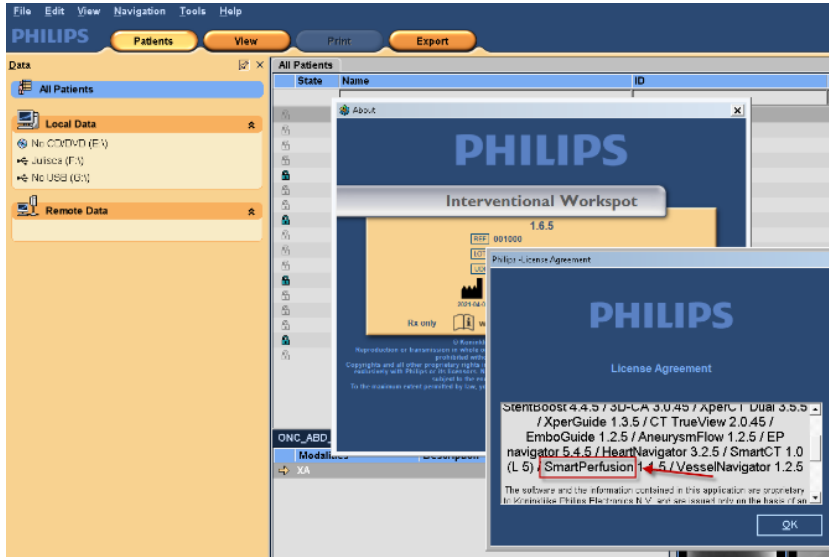 File Edit View Navigation Tools Help
PHILIPS
Patients
View
Print
Export
Data
All Patients
Local Data
No CD/DVD (E:\)
Julisca (F:\)
No USB (G:\)
Remote Data
All Patients
State Name ID
About
PHILIPS
Interventional Workspot
1.6.5
REF 001000
LOT
Rx only
Philips - License Agreement
PHILIPS
License Agreement
StentBoost 4.4.5 / 3D-CA 3.0.45 / XperCT Dual 3.5.5
/ XperGuide 1.3.5 / CT TrueView 2.0.45 /
EmboGuide 1.2.5 / AneurysmFlow 1.2.5 / EP
navigator 5.4.5 / HeartNavigator 3.2.5 / SmartCT 1.0
(L 5) / SmartPerfusion 1.1.5 / VesselNavigator 1.2.5
The software and the information contained in this application are proprietary
to Koninklijke Philips Electronics N.V. and are issued only on the basis of an
OK
ONC_ABD_
Modalities Description
XA